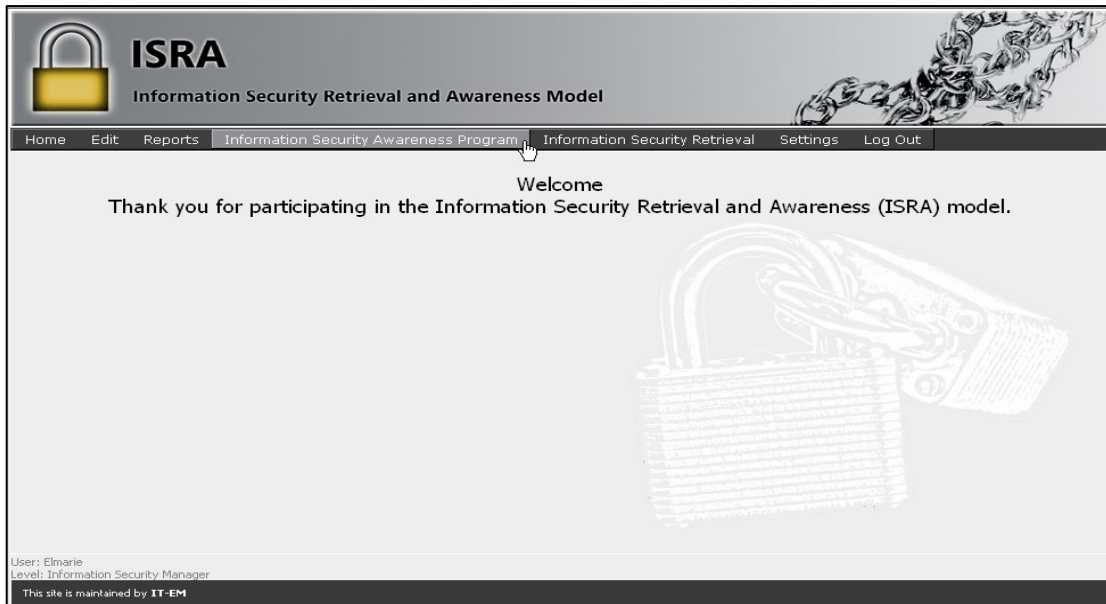 ISRA
Information Security Retrieval and Awareness Model
Home Edit Reports Information Security Awareness Program Information Security Retrieval Settings Log Out
Welcome
Thank you for participating in the Information Security Retrieval and Awareness (ISRA) model.
User: Elmarie
Level: Information Security Manager
This site is maintained by IT-EM